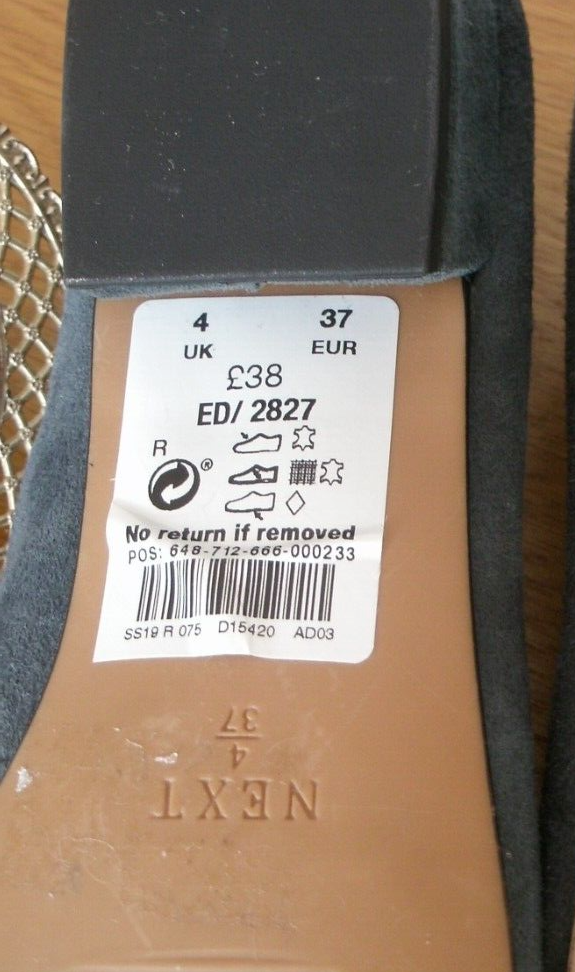 4 37
UK EUR
£38
ED/ 2827
R
®
No return if removed
POS: 648-712-666-000233
SS19 R 075 D15420 AD03
37
4
NEXT